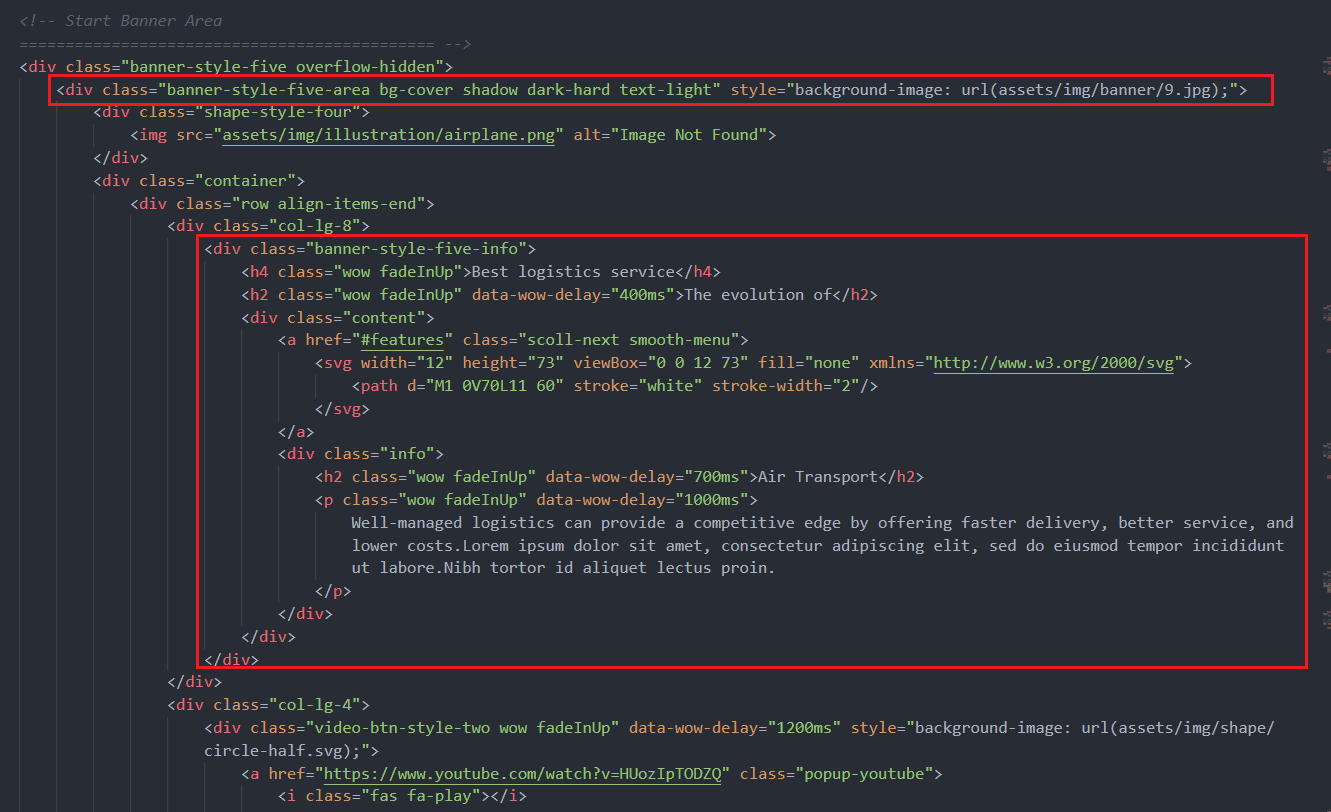 <!-- Start Banner Area
============================================= -->
<div class="banner-style-five overflow-hidden">
<div class="banner-style-five-area bg-cover shadow dark-hard text-light" style="background-image: url(assets/img/banner/9.jpg);">
<div class="shape-style-four">
<img src="assets/img/illustration/airplane.png" alt="Image Not Found">
</div>
<div class="container">
<div class="row align-items-end">
<div class="col-lg-8">
<div class="banner-style-five-info">
<h4 class="wow fadeInUp">Best logistics service</h4>
<h2 class="wow fadeInUp" data-wow-delay="400ms">The evolution of</h2>
<div class="content">
<a href="#features" class="scoll-next smooth-menu">
<svg width="12" height="73" viewBox="0 0 12 73" fill="none" xmlns="http://www.w3.org/2000/svg">
<path d="M1 0V70L11 60" stroke="white" stroke-width="2"/>
</svg>
</a>
<div class="info">
<h2 class="wow fadeInUp" data-wow-delay="700ms">Air Transport</h2>
<p class="wow fadeInUp" data-wow-delay="1000ms">
Well-managed logistics can provide a competitive edge by offering faster delivery, better service, and
lower costs.Lorem ipsum dolor sit amet, consectetur adipiscing elit, sed do eiusmod tempor incididunt
ut labore.Nibh tortor id aliquet lectus proin.
</p>
</div>
</div>
</div>
</div>
<div class="col-lg-4">
<div class="video-btn-style-two wow fadeInUp" data-wow-delay="1200ms" style="background-image: url(assets/img/shape/
circle-half.svg);">
<a href="https://www.youtube.com/watch?v=HUozIpTODZQ" class="popup-youtube">
<i class="fas fa-play"></i>